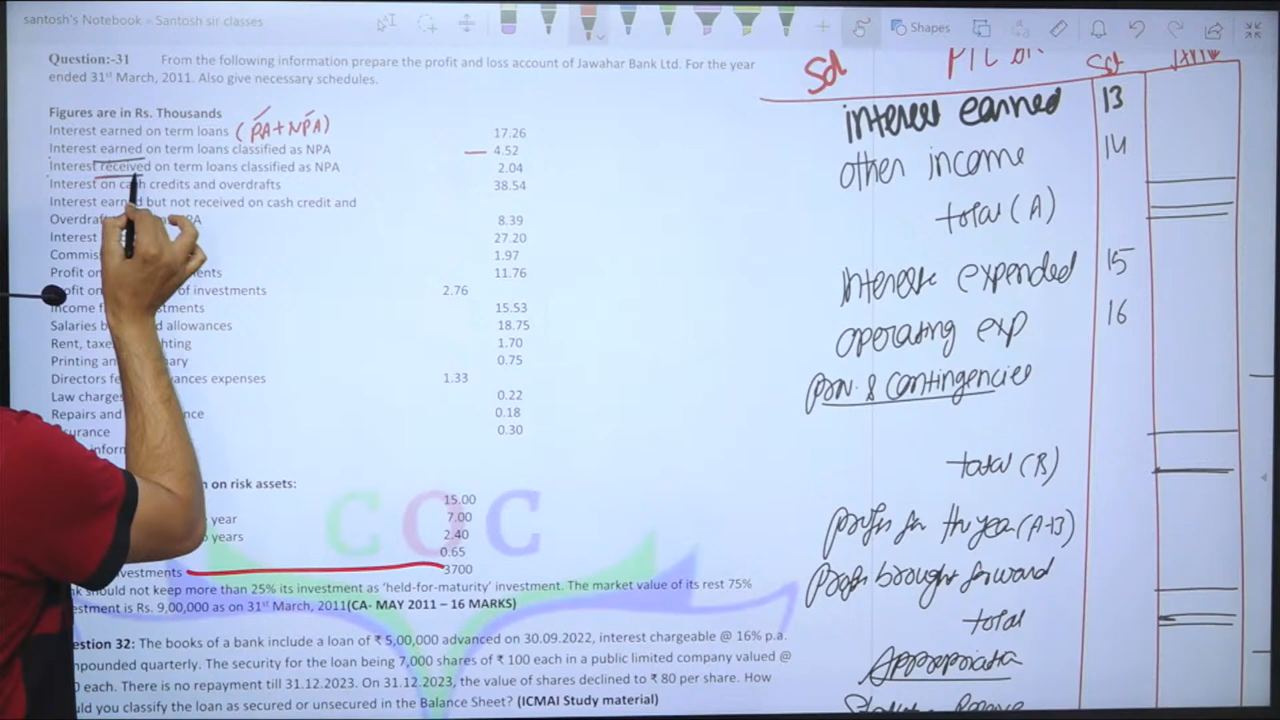 santosh's Notebook - Santosh sir classes
Shapes
Question:-31 From the following information prepare the profit and loss account of Jawahar Bank Ltd. For the year
ended 31st March, 2011. Also give necessary schedules.
Figures are in Rs. Thousands
Interest earned on term loans (PA+NPA) 17.26
Interest earned on term loans classified as NPA 4.52
Interest received on term loans classified as NPA 2.04
Interest on cash credits and overdrafts 38.54
Interest earned but not received on cash credit and
8.39
Interest 27.20
11.76
1.97
Profit on
of investments 2.76
15.53
Salaries allowances 18.75
Rent, 1.70
Printing 0.75
Directors expenses 1.33
Law charges 0.22
Repairs and 0.18
0.30
on risk assets:
15.00
year 7.00
years 2.40
0.65
3700
should not keep more than 25% its investment as 'held-for-maturity' investment. The market value of its rest 75%
is Rs. 9,00,000 as on 31st March, 2011(CA- MAY 2011 – 16 MARKS)
COC
32: The books of a bank include a loan of ₹ 5,00,000 advanced on 30.09.2022, interest chargeable @ 16% p.a.
quarterly. The security for the loan being 7,000 shares of ₹ 100 each in a public limited company valued @
each. There is no repayment till 31.12.2023. On 31.12.2023, the value of shares declined to ₹ 80 per share. How
you classify the loan as secured or unsecured in the Balance Sheet? (ICMAI Study material)
interest earned 13
other income 14
total (A)
Interest expended 15
operating exp 16
prov. & Contingencies
total (B)
profit for the year (A-B)
profit brought forward
total